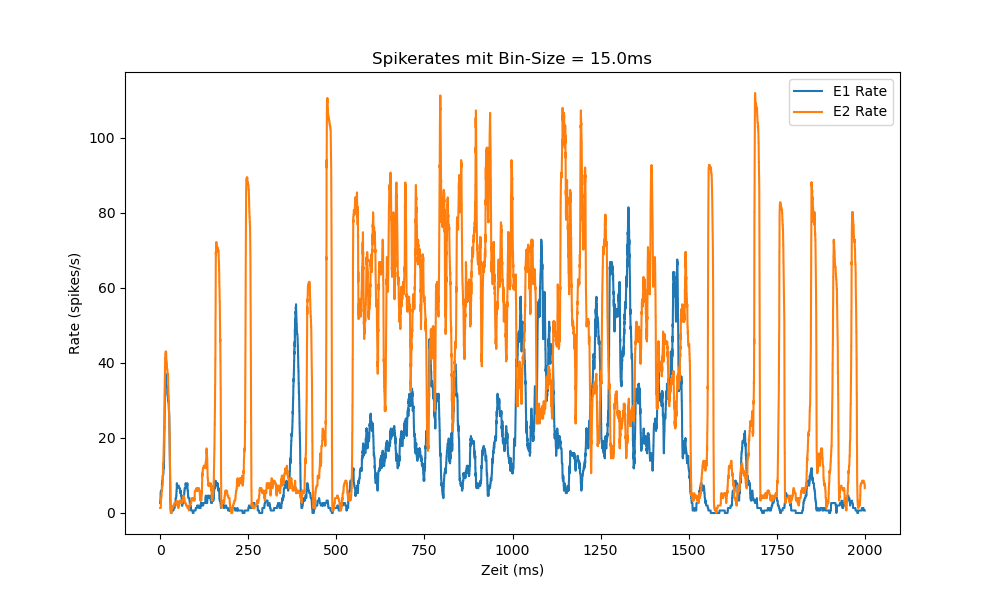 Spikerates mit Bin-Size = 15.0ms
E1 Rate
E2 Rate
Rate (spikes/s)
100
80
60
40
20
0
0 250 500 750 1000 1250 1500 1750 2000
Zeit (ms)